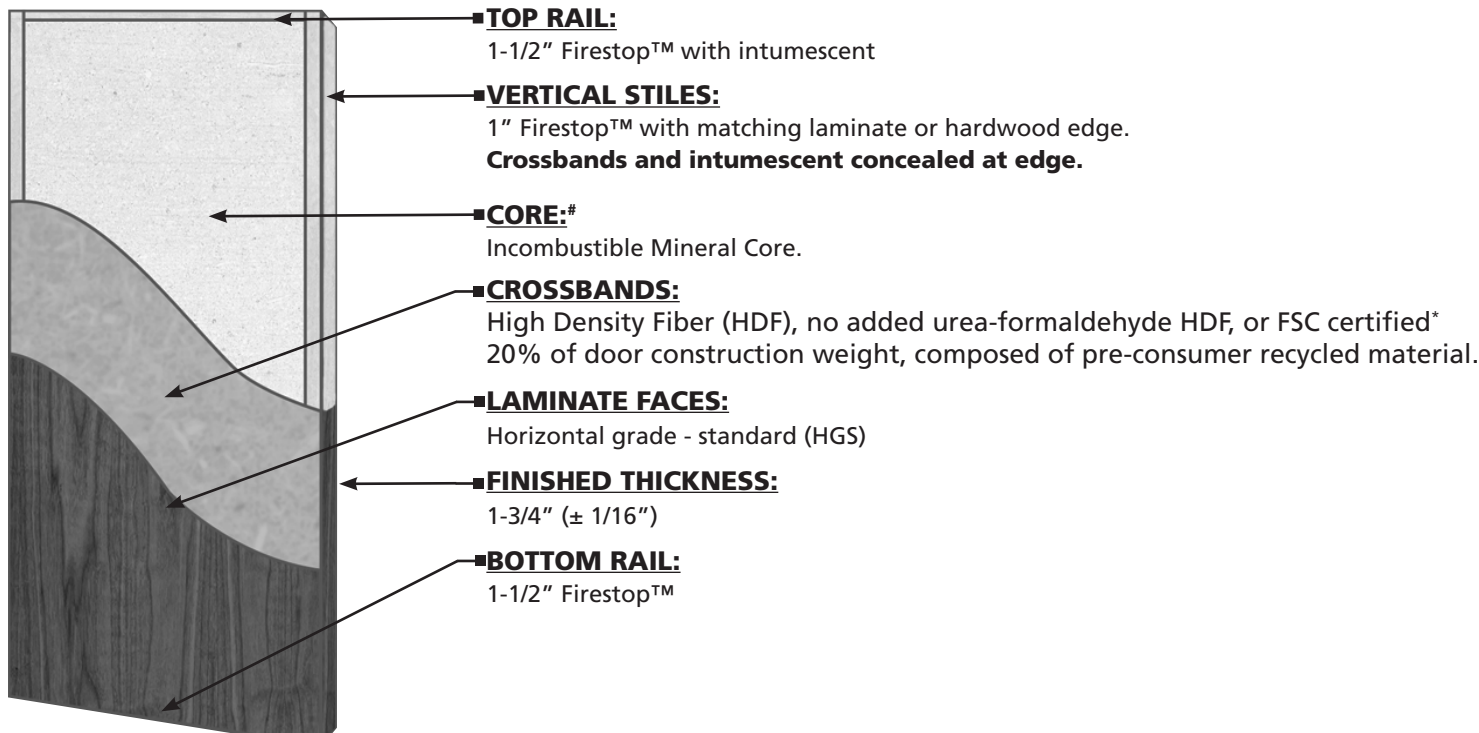 TOP RAIL:
1-1/2” Firestop™ with intumescent
VERTICAL STILES:
1” Firestop™ with matching laminate or hardwood edge.
Crossbands and intumescent concealed at edge.
CORE:#
Incombustible Mineral Core.
CROSSBANDS:
High Density Fiber (HDF), no added urea-formaldehyde HDF, or FSC certified*
20% of door construction weight, composed of pre-consumer recycled material.
LAMINATE FACES:
Horizontal grade - standard (HGS)
FINISHED THICKNESS:
1-3/4” (± 1/16”)
BOTTOM RAIL:
1-1/2” Firestop™